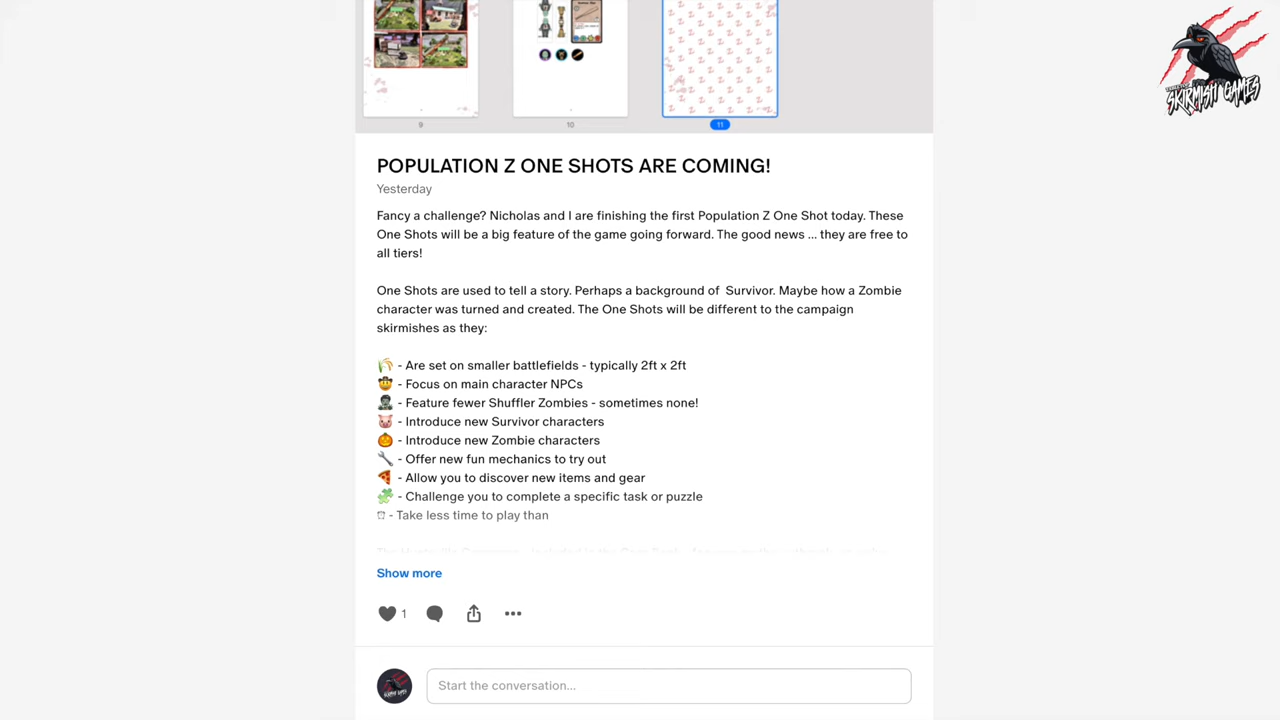 SKIRMISH GAMES
9
10
11
POPULATION Z ONE SHOTS ARE COMING!
Yesterday
Fancy a challenge? Nicholas and I are finishing the first Population Z One Shot today. These
One Shots will be a big feature of the game going forward. The good news ... they are free to
all tiers!
One Shots are used to tell a story. Perhaps a background of  Survivor. Maybe how a Zombie
character was turned and created. The One Shots will be different to the campaign
skirmishes as they:
🌾 - Are set on smaller battlefields - typically 2ft x 2ft
🤠 - Focus on main character NPCs
🧟 - Feature fewer Shuffler Zombies - sometimes none!
🐷 - Introduce new Survivor characters
🎃 - Introduce new Zombie characters
🔧 - Offer new fun mechanics to try out
🍕 - Allow you to discover new items and gear
🧩 - Challenge you to complete a specific task or puzzle
⏰ - Take less time to play than
Show more
1
Start the conversation...